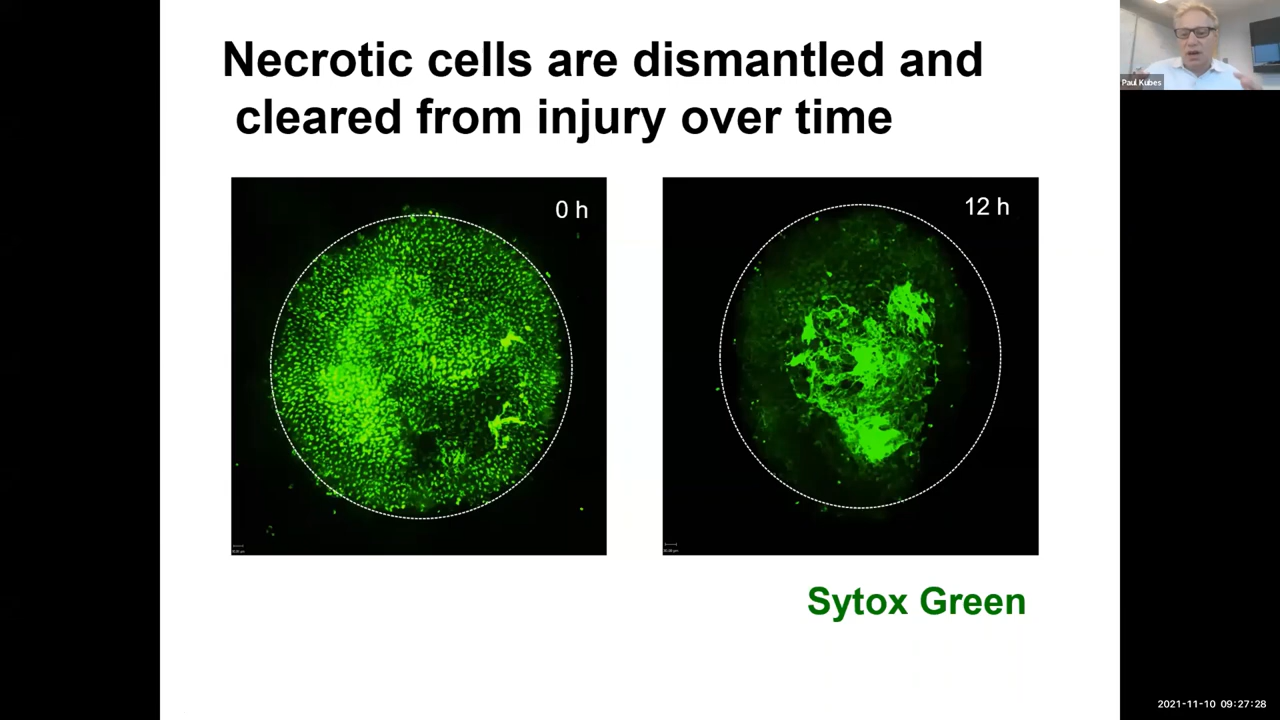 Necrotic cells are dismantled and
cleared from injury over time
Paul Kubes
0 h
12 h
Sytox Green
2021-11-10 09:27:28